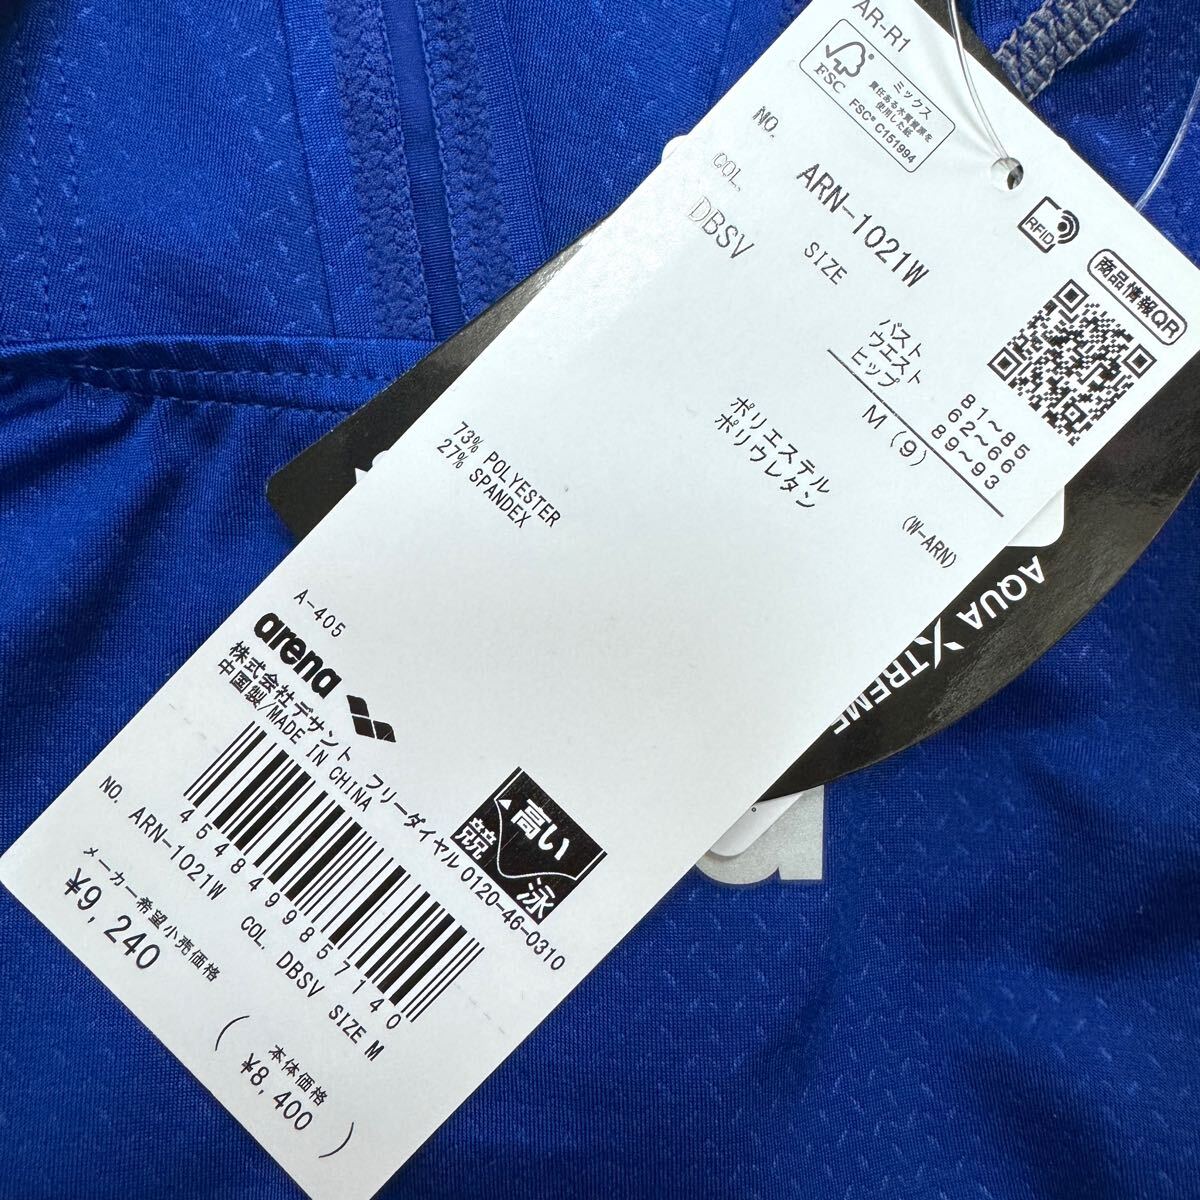 AR-R1
FSC
ミックス
責任ある木質資源を
使用した紙
FSC® C151994
RFID
商品情報QR
NO. ARN-1021W
COL. SIZE
DBSV
バスト 81~85
ウエスト 62~66
ヒップ 89~93
M(9)
(W-ARN)
ポリエステル
ポリウレタン
73% POLYESTER
27% SPANDEX
AQUA XTREME
A-405
arena
株式会社デサント フリーダイヤル 0120-46-0310
中国製/MADE IN CHINA
高い
競泳
4548499857140
NO. ARN-1021W COL. DBSV SIZE M
メーカー希望小売価格
¥9,240
(本体価格
¥8,400)